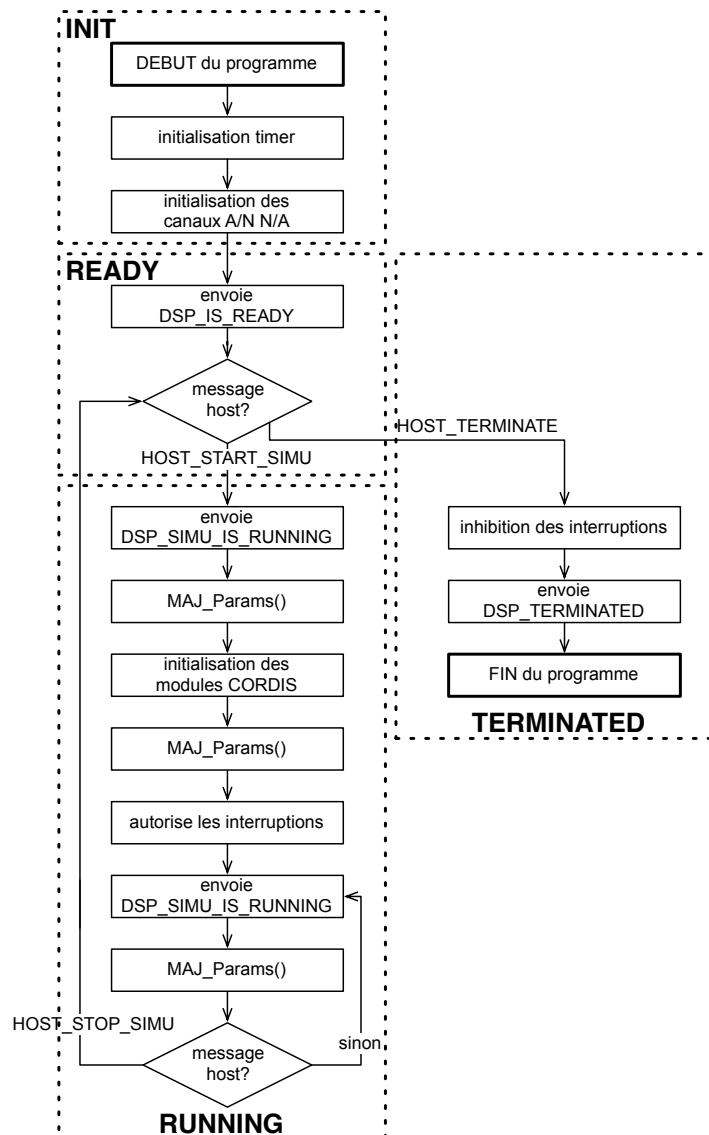 INIT
DEBUT du programme
initialisation timer
initialisation des
canaux A/N N/A
READY
envoie
DSP_IS_READY
message
host?
HOST_TERMINATE
HOST_START_SIMU
envoie
DSP_SIMU_IS_RUNNING
inhibition des interruptions
MAJ_Params()
envoie
DSP_TERMINATED
initialisation des
modules CORDIS
FIN du programme
TERMINATED
MAJ_Params()
autorise les interruptions
envoie
DSP_SIMU_IS_RUNNING
MAJ_Params()
HOST_STOP_SIMU
message
host?
sinon
RUNNING